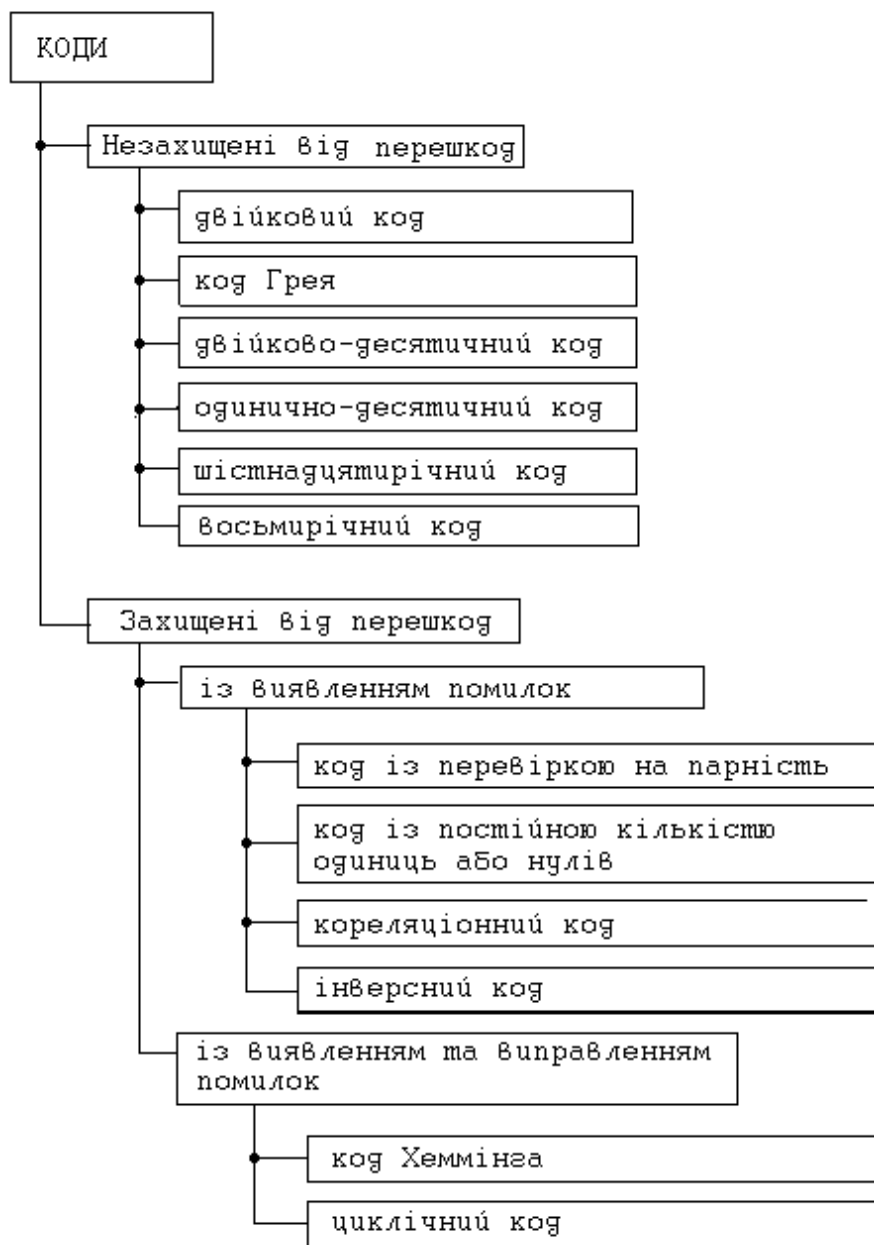 КОДИ
Незахищені від перешкод
двійковий код
код Грея
двійково-десятичний код
одинично-десятичний код
шістнадцятирічний код
восьмирічний код
Захищені від перешкод
із виявленням помилок
код із перевіркою на парність
код із постійною кількістю
одиниць або нулів
кореляціонний код
інверсний код
із виявленням та виправленням
помилок
код Хеммінга
циклічний код